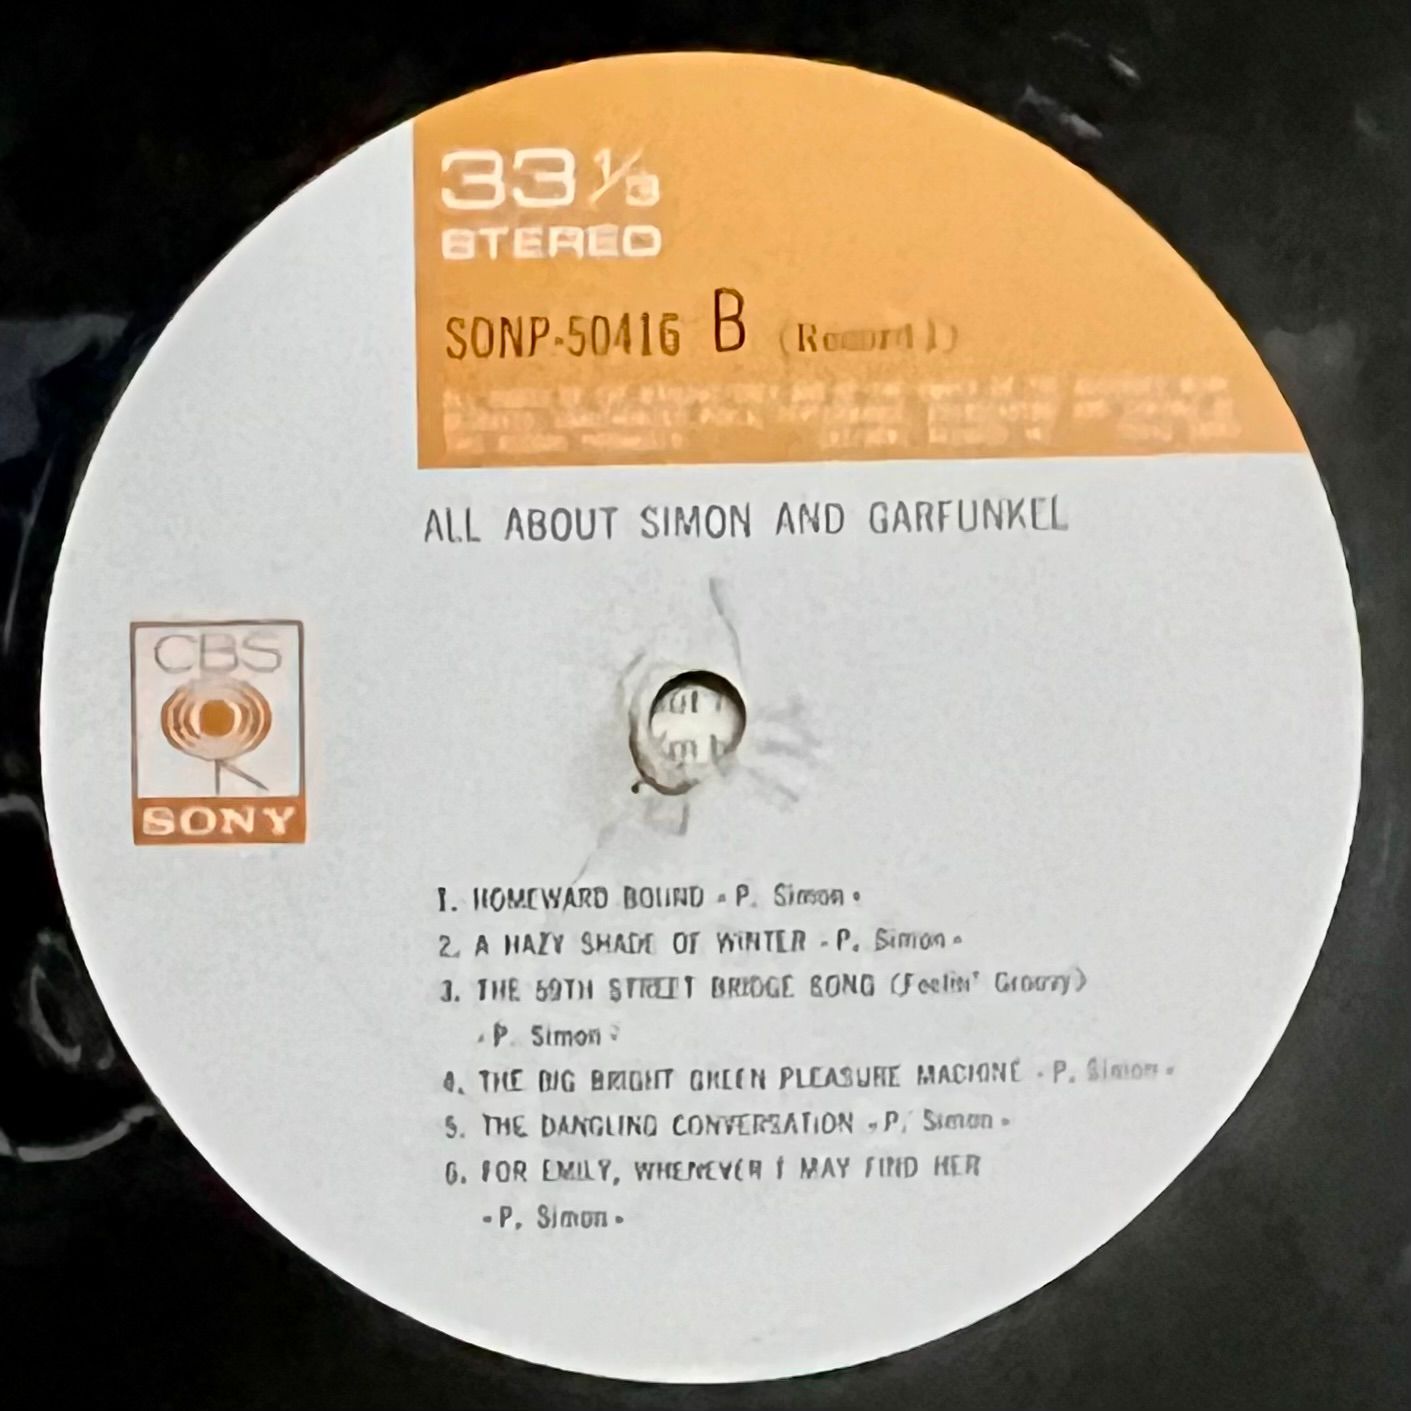 33 1/3
STEREO
SONP-50416 B (Record 1)
ALL ABOUT SIMON AND GARFUNKEL
CBS
SONY
1. HOMEWARD BOUND - P. Simon -
2. A HAZY SHADE OF WINTER - P. Simon -
3. THE 59TH STREET BRIDGE SONG (Feelin' Groovy)
- P. Simon -
4. THE BIG BRIGHT GREEN PLEASURE MACHINE - P. Simon -
5. THE DANGLING CONVERSATION - P. Simon -
6. FOR EMILY, WHENEVER I MAY FIND HER
- P. Simon -